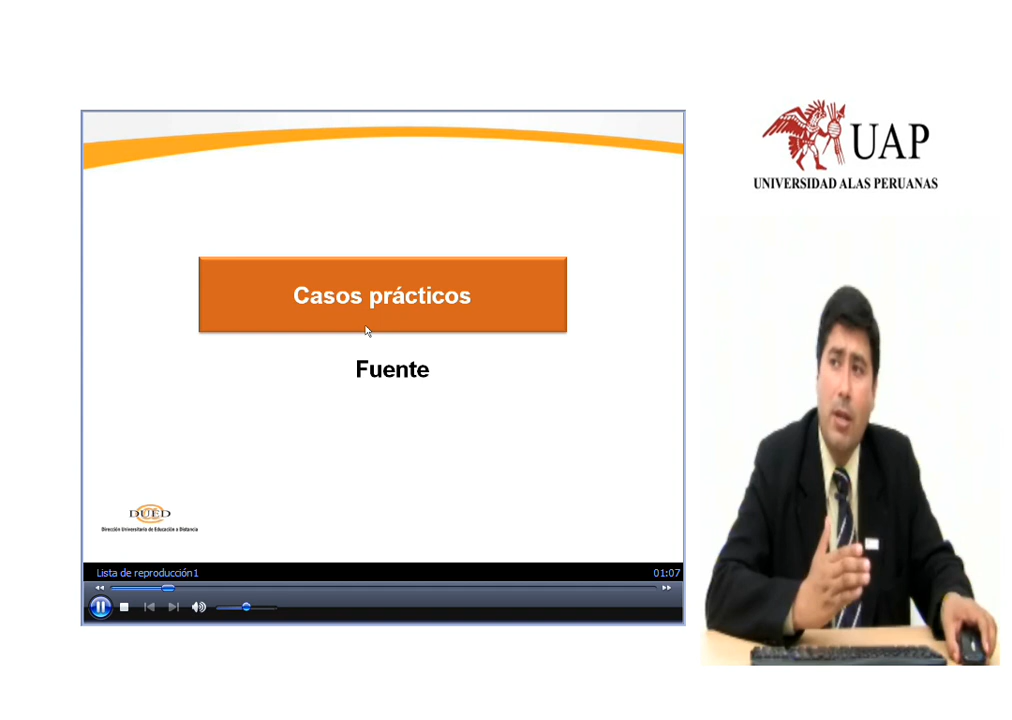 UAP
UNIVERSIDAD ALAS PERUANAS
Casos prácticos
Fuente
DUED
Dirección Universitaria de Educación a Distancia
Lista de reproducción1
01:07